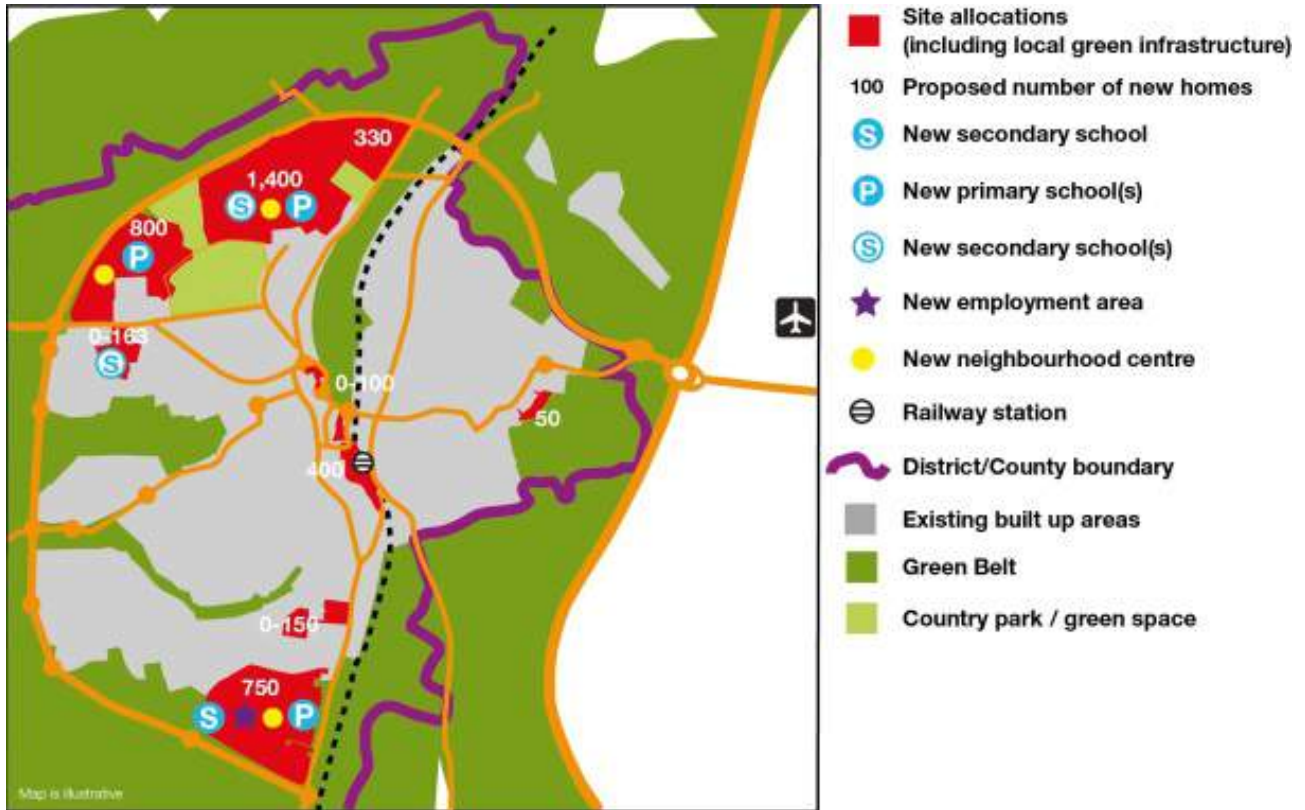 330
1,400
S
P
800
P
0-163
S
0-100
50
400
0-150
750
S
P
Map is illustrative
Site allocations
(including local green infrastructure)
100 Proposed number of new homes
S New secondary school
P New primary school(s)
S New secondary school(s)
New employment area
New neighbourhood centre
Railway station
District/County boundary
Existing built up areas
Green Belt
Country park / green space